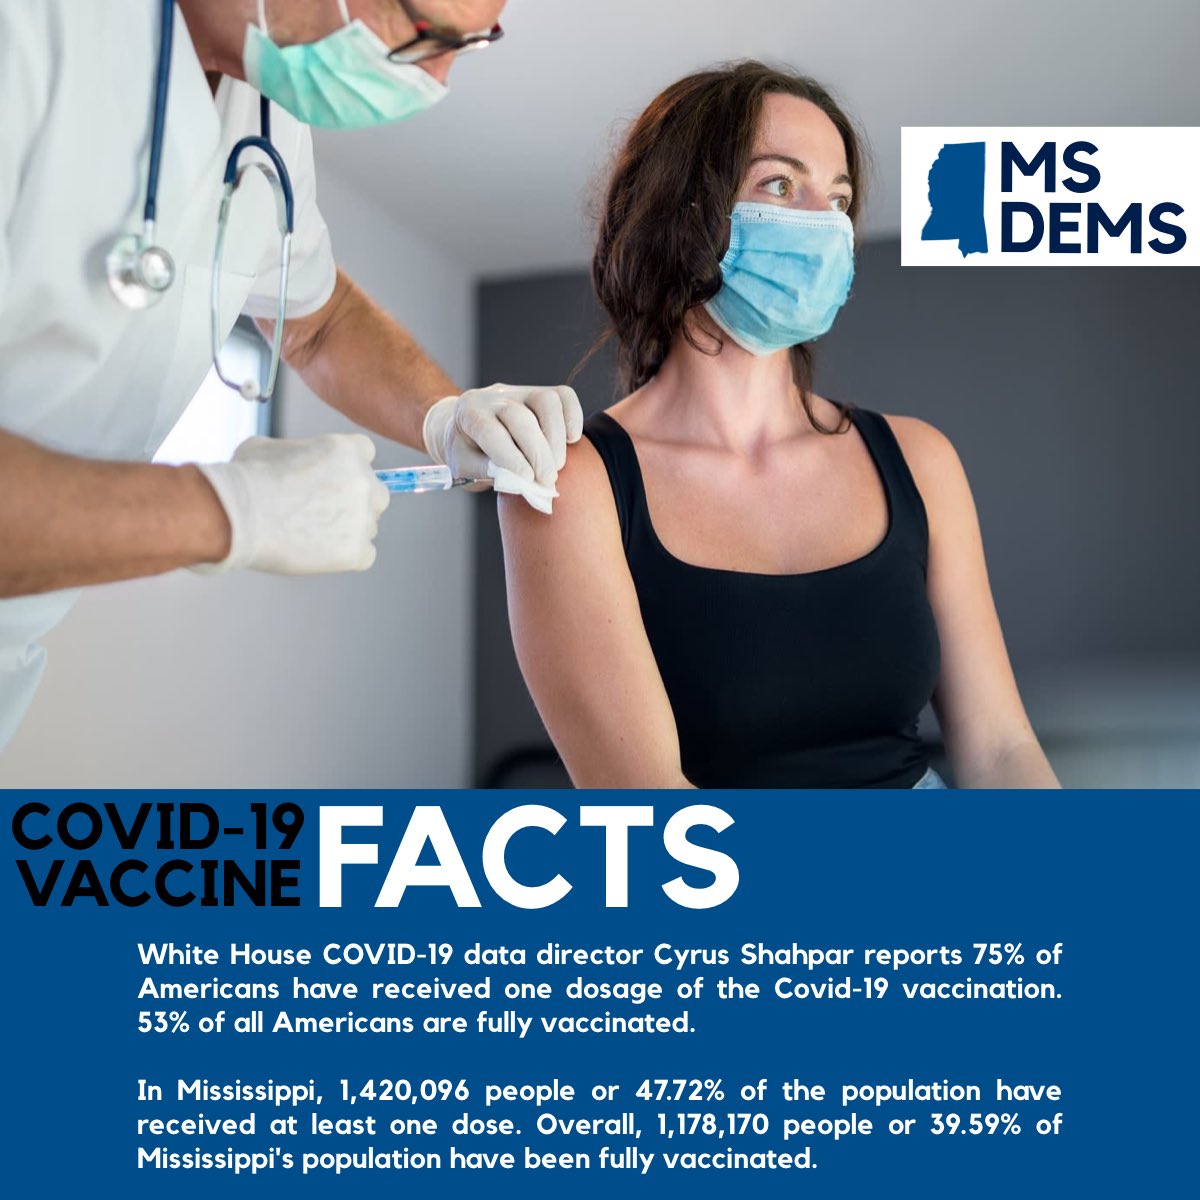 MS
DEMS
COVID-19
VACCINE
FACTS
White House COVID-19 data director Cyrus Shahpar reports 75% of
Americans have received one dosage of the Covid-19 vaccination.
53% of all Americans are fully vaccinated.
In Mississippi, 1,420,096 people or 47.72% of the population have
received at least one dose. Overall, 1,178,170 people or 39.59% of
Mississippi's population have been fully vaccinated.